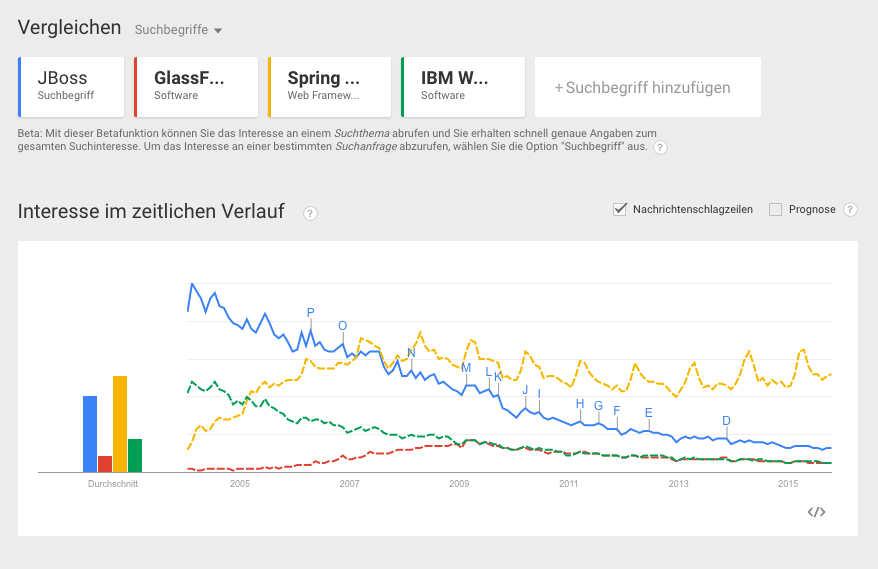 Vergleichen Suchbegriffe
JBoss
Suchbegriff
GlassF...
Software
Spring ...
Web Framew...
IBM W...
Software
+Suchbegriff hinzufügen
Beta: Mit dieser Betafunktion können Sie das Interesse an einem Suchthema abrufen und Sie erhalten schnell genaue Angaben zum
gesamten Suchinteresse. Um das Interesse an einer bestimmten Suchanfrage abzurufen, wählen Sie die Option "Suchbegriff" aus. ?
Interesse im zeitlichen Verlauf ?
Nachrichtenschlagzeilen Prognose ?
P
O
N
M
L
K
J
I
H
G
F
E
D
Durchschnitt
2005 2007 2009 2011 2013 2015
</>